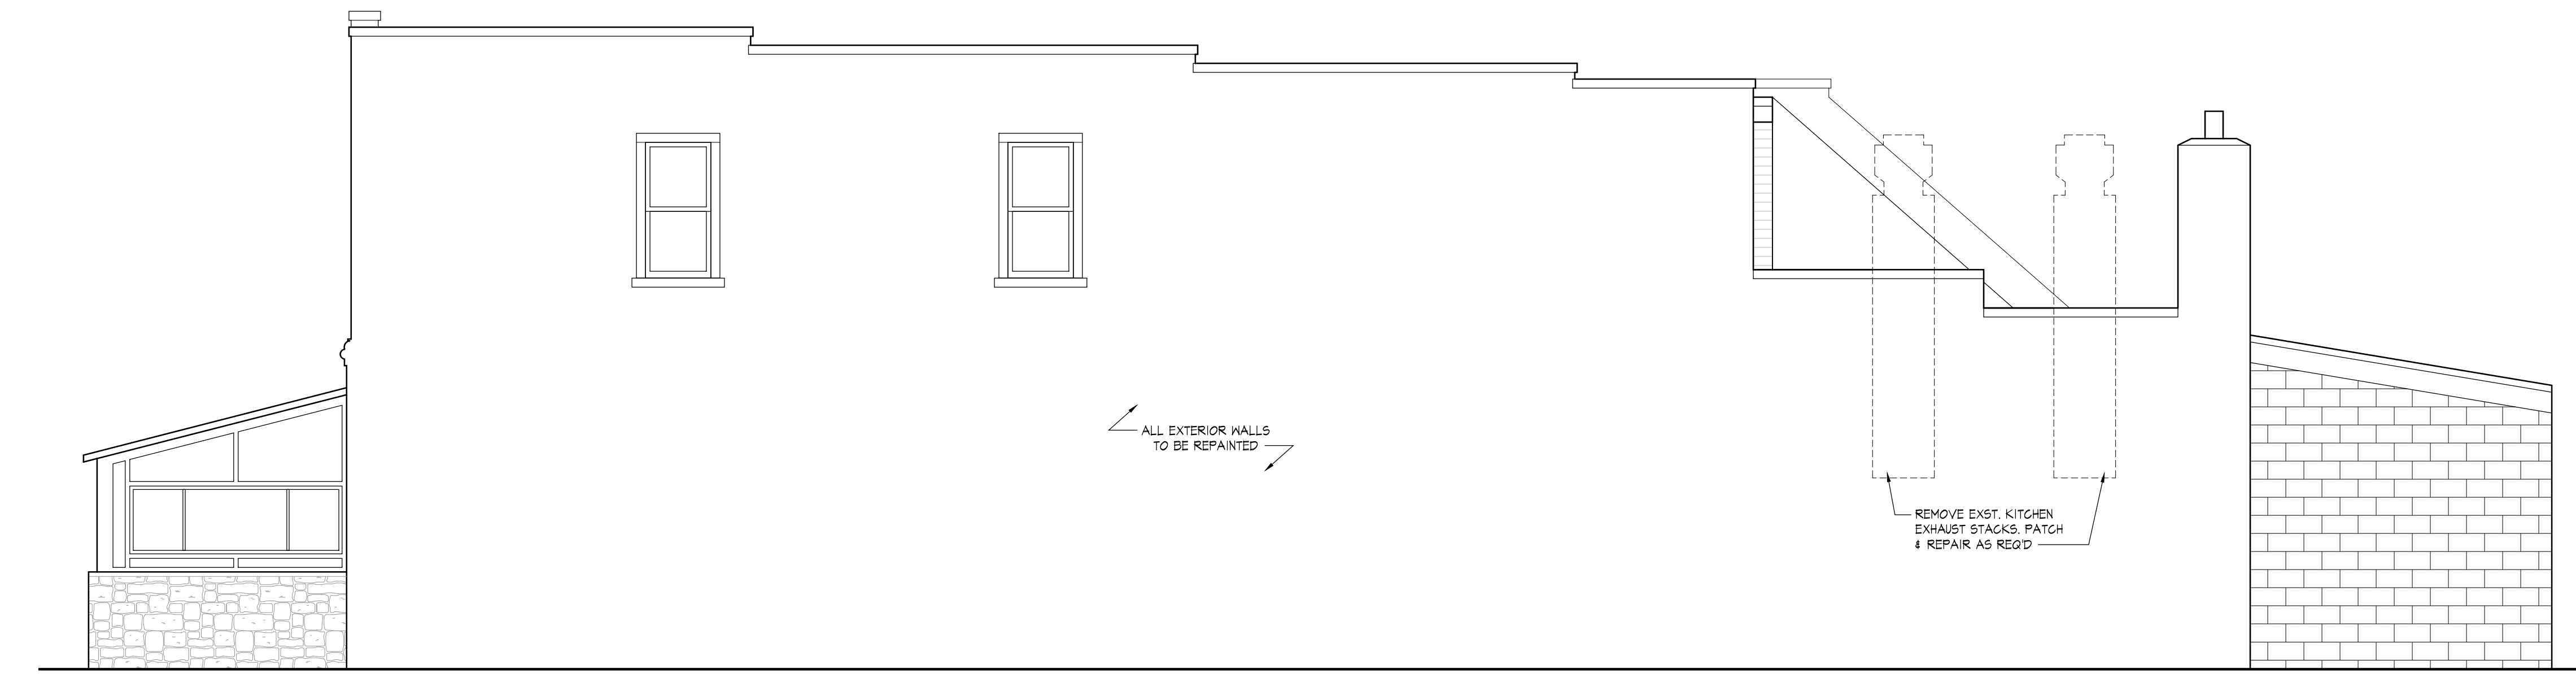 ALL EXTERIOR WALLS
TO BE REPAINTED
REMOVE EXST. KITCHEN
EXHAUST STACKS. PATCH
& REPAIR AS REQ'D